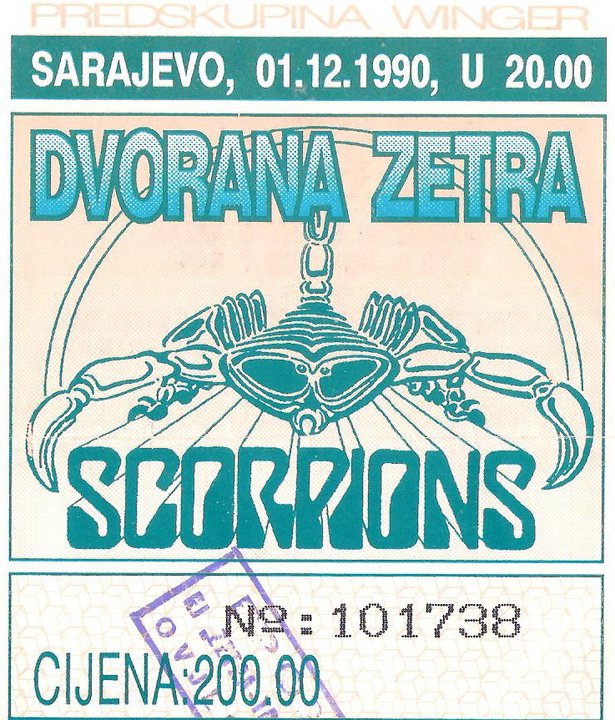 PREDSKUPINA WINGER
SARAJEVO, 01.12.1990, U 20.00
DVORANA ZETRA
SCORPIONS
Nº:101738
CIJENA:200.00